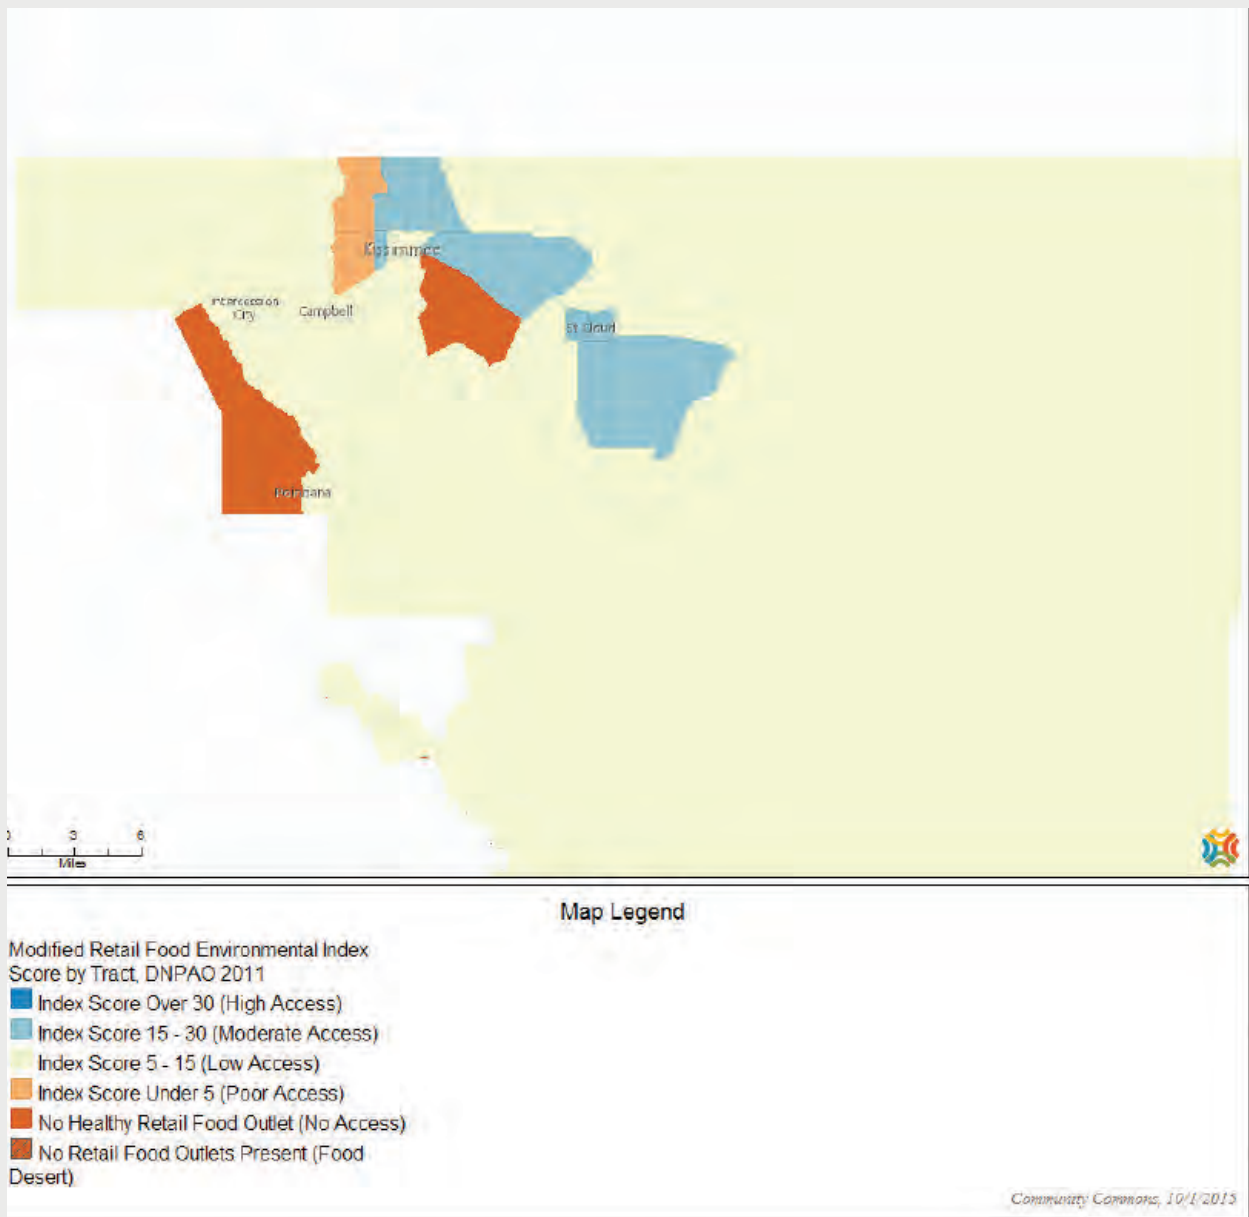 Kissimmee
Intercession
City
Campbell
St Cloud
Poinciana
0 3 6
Miles
Map Legend
Modified Retail Food Environmental Index
Score by Tract, DNPAO 2011
Index Score Over 30 (High Access)
Index Score 15 - 30 (Moderate Access)
Index Score 5 - 15 (Low Access)
Index Score Under 5 (Poor Access)
No Healthy Retail Food Outlet (No Access)
No Retail Food Outlets Present (Food
Desert)
Community Commons, 10/1/2015